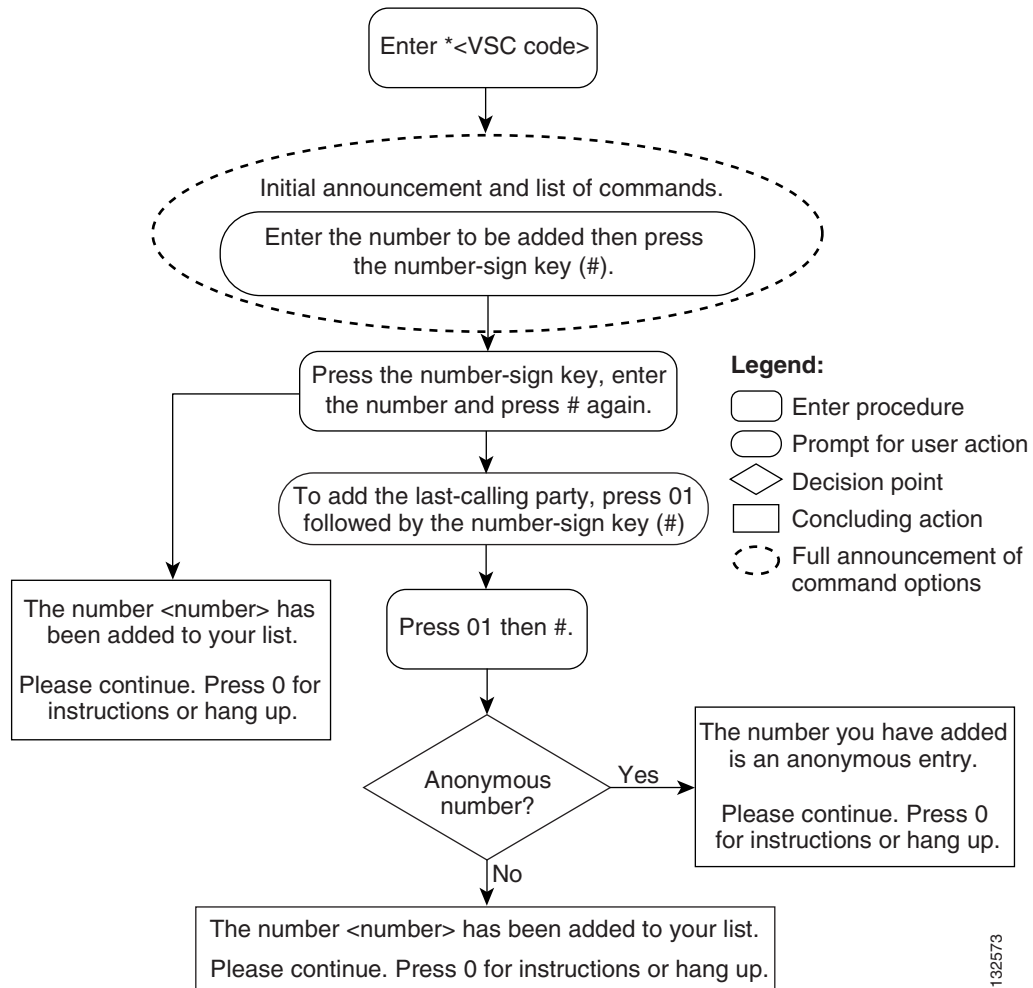 Enter *<VSC code>
Initial announcement and list of commands.
Enter the number to be added then press
the number-sign key (#).
Press the number-sign key, enter
the number and press # again.
To add the last-calling party, press 01
followed by the number-sign key (#)
Legend:
Enter procedure
Prompt for user action
Decision point
Concluding action
Full announcement of
command options
The number <number> has
been added to your list.
Please continue. Press 0 for
instructions or hang up.
Press 01 then #.
Anonymous
number?
Yes
The number you have added
is an anonymous entry.
Please continue. Press 0
for instructions or hang up.
No
The number <number> has been added to your list.
Please continue. Press 0 for instructions or hang up.
132573